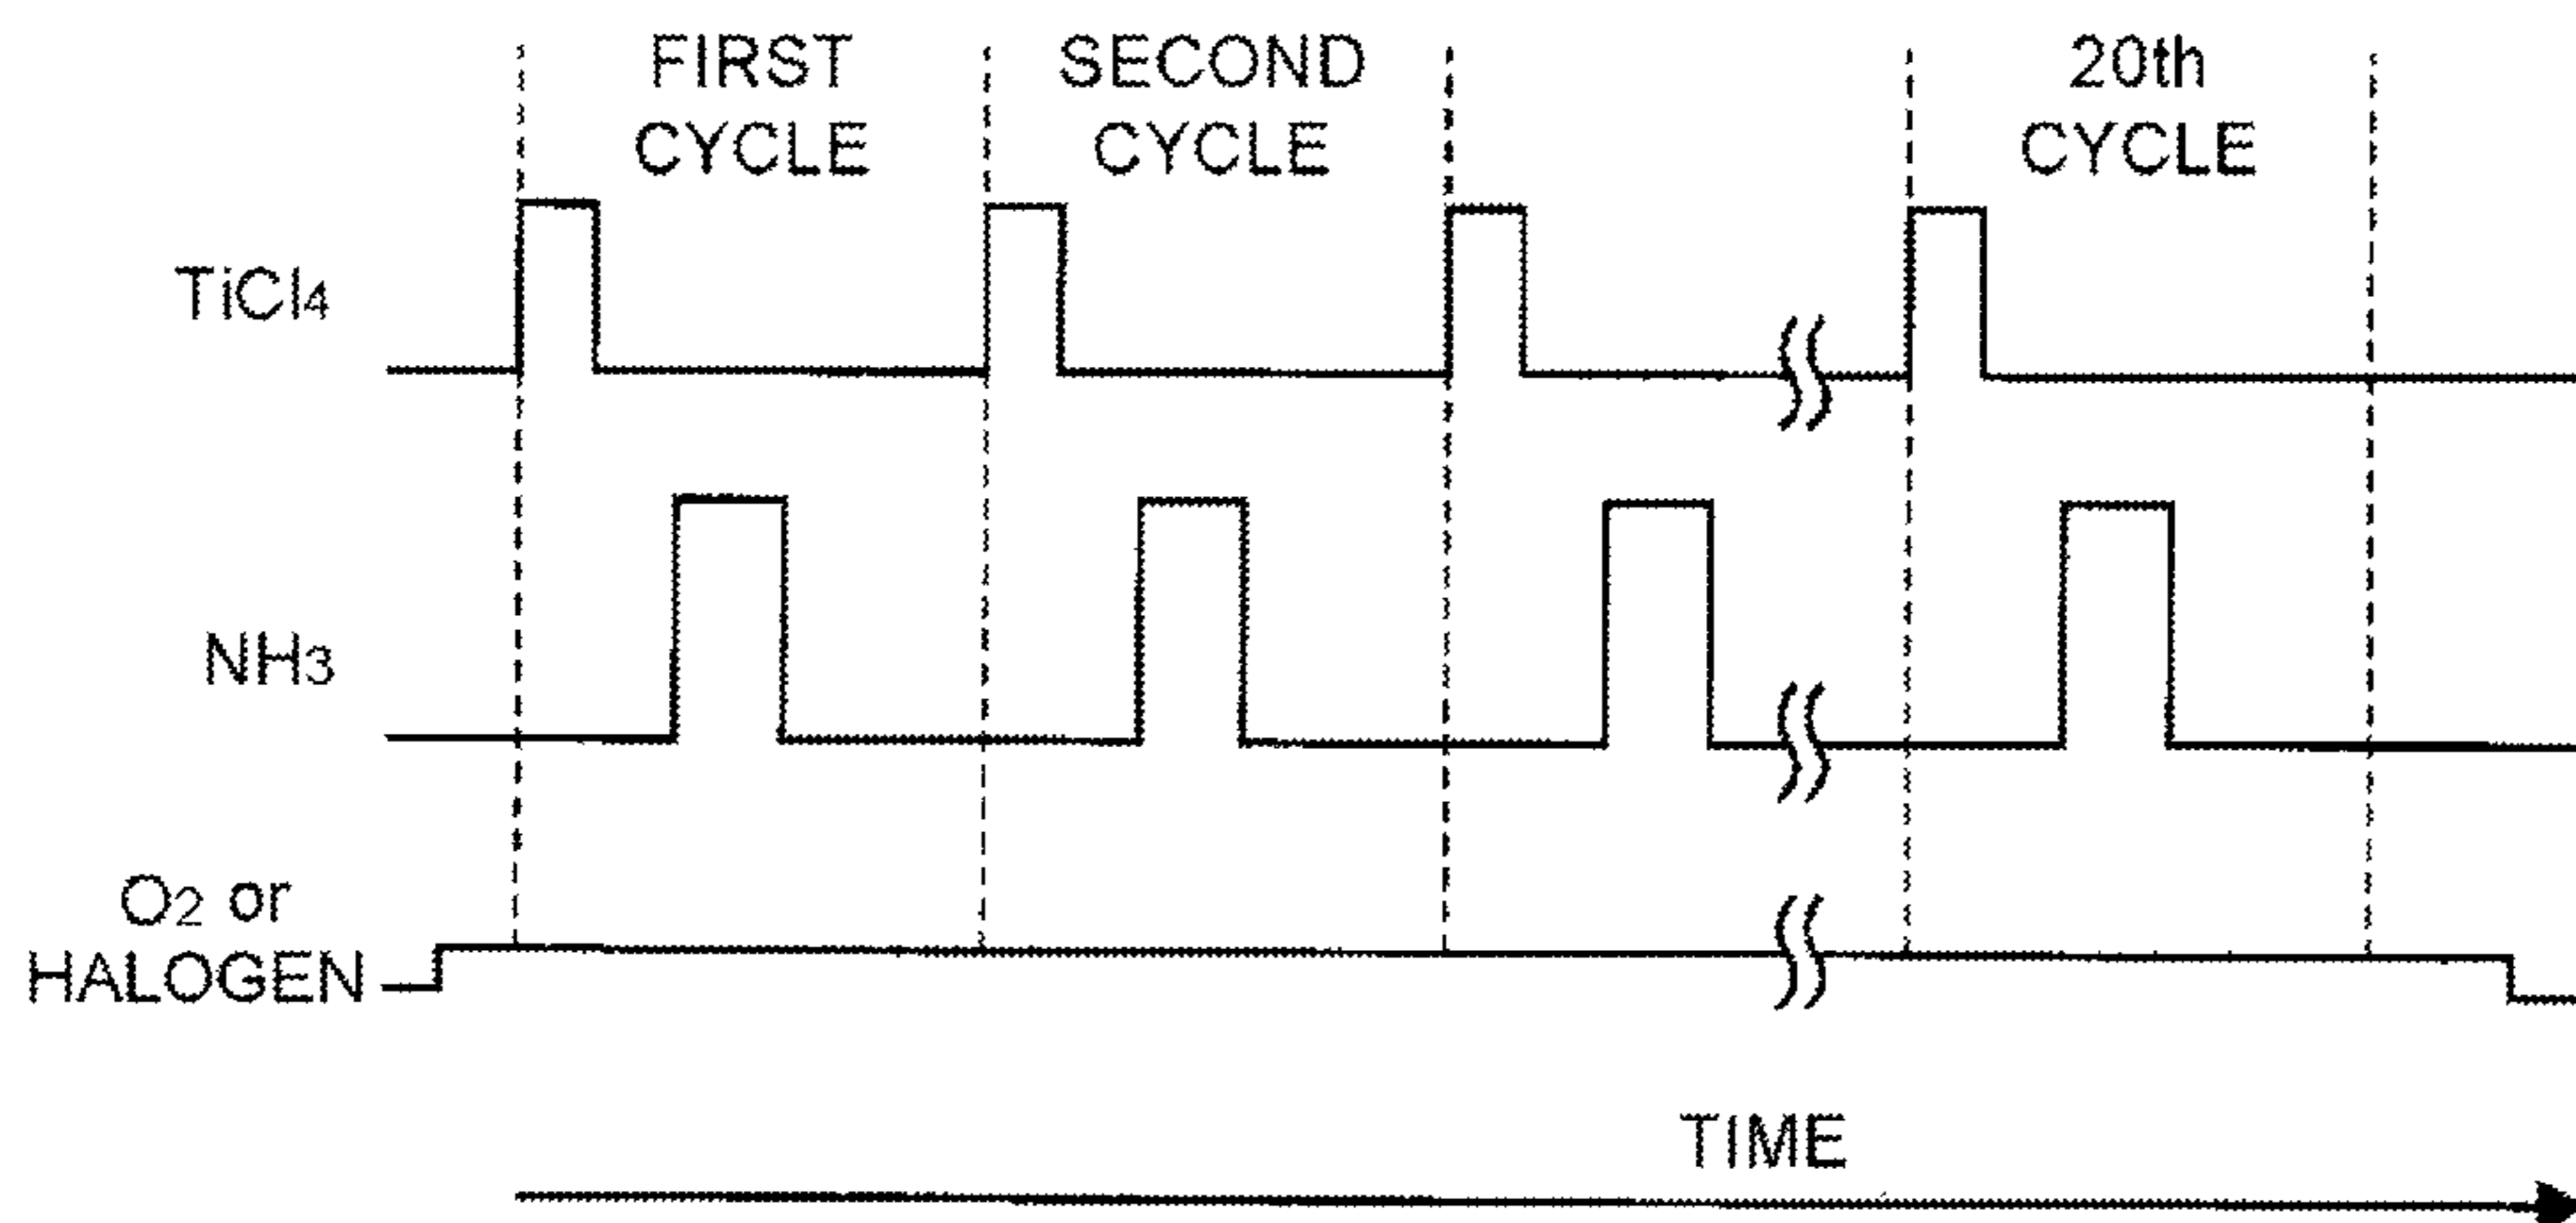 FIRST
CYCLE
SECOND
CYCLE
20th
CYCLE
TiCl4
NH3
O2 or
HALOGEN
TIME